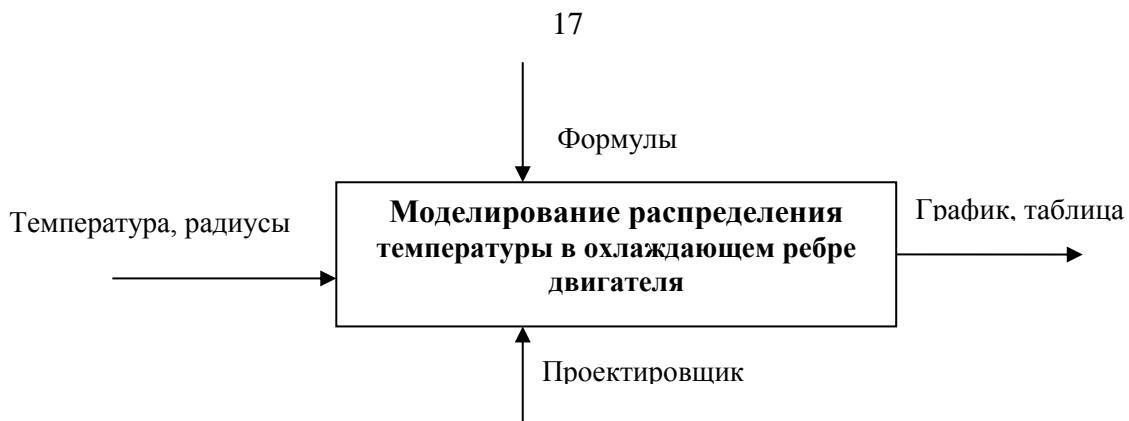 17
Формулы
Температура, радиусы
Моделирование распределения
температуры в охлаждающем ребре
двигателя
График, таблица
Проектировщик